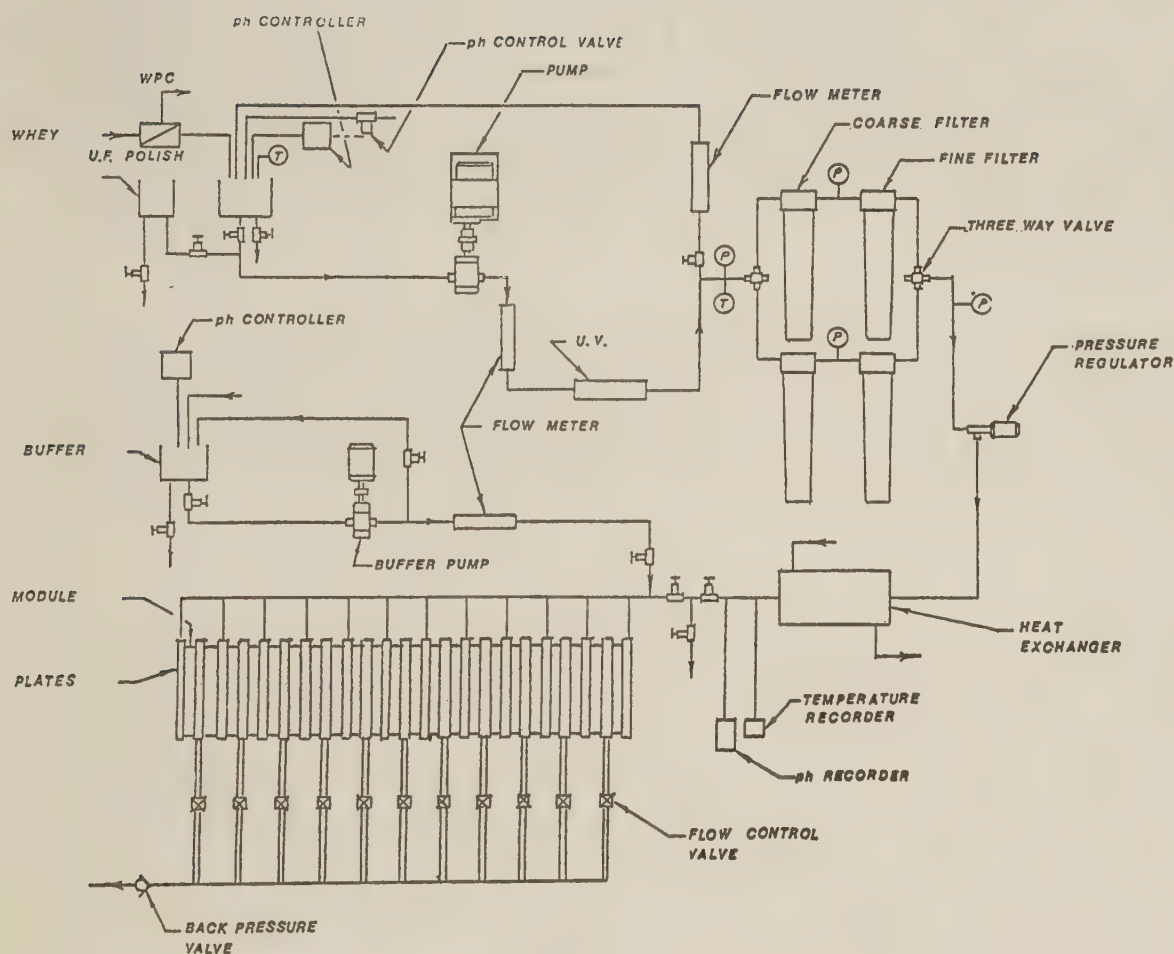 ph CONTROLLER
ph CONTROL VALVE
PUMP
WPC
WHEY
U.F. POLISH
T
FLOW METER
COARSE FILTER
P
FINE FILTER
THREE WAY VALVE
P
T
P
P
ph CONTROLLER
U.V.
PRESSURE
REGULATOR
FLOW METER
BUFFER
BUFFER PUMP
MODULE
HEAT
EXCHANGER
PLATES
TEMPERATURE
RECORDER
ph RECORDER
FLOW CONTROL
VALVE
BACK PRESSURE
VALVE